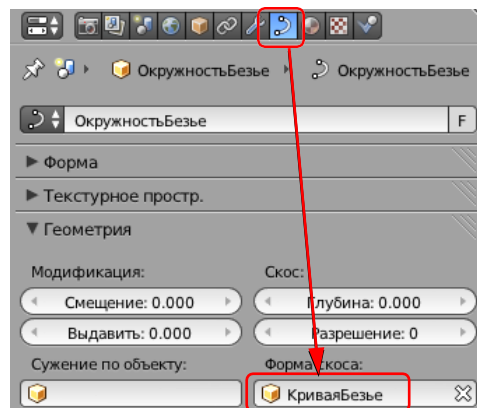 ОкружностьБезье ОкружностьБезье
ОкружностьБезье F
Форма
Текстурное простр.
Геометрия
Модификация: Скос:
Смещение: 0.000 Глубина: 0.000
Выдавить: 0.000 Разрешение: 0
Сужение по объекту: Форма скоса:
КриваяБезье